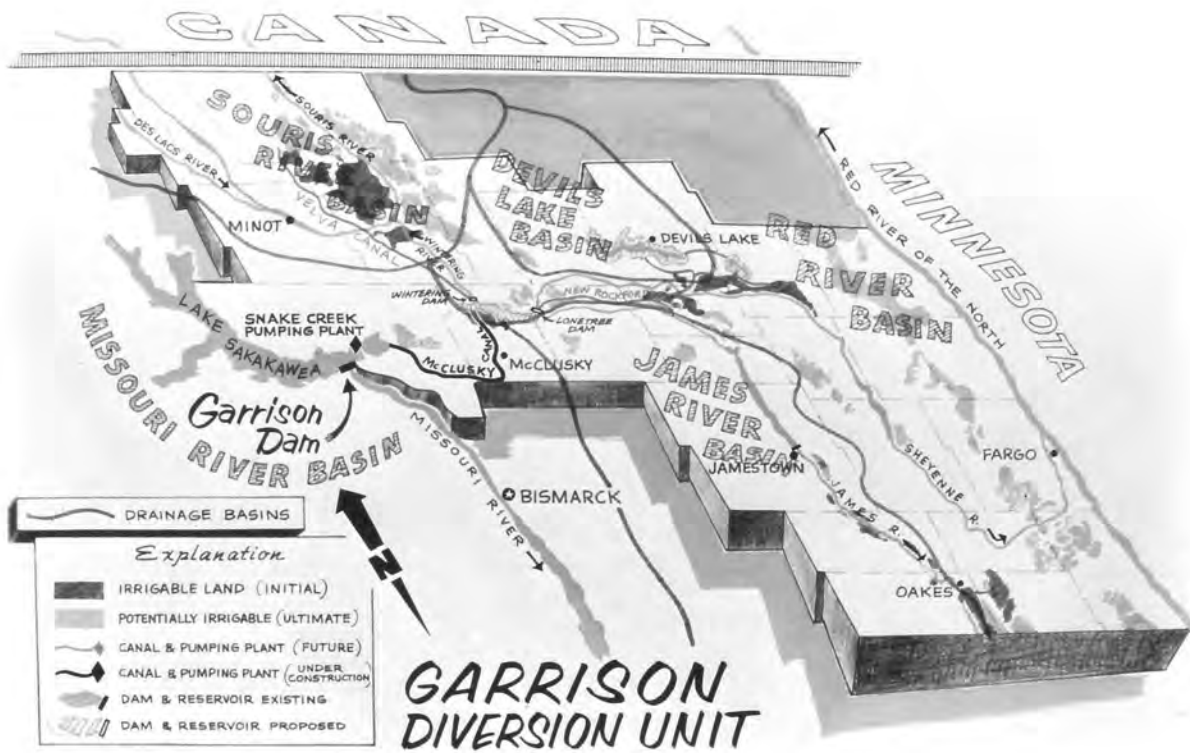 CANADA
SOURIS RIVER BASIN
SOURIS RIVER
DES LACS RIVER
VELVA CANAL
MINOT
WINTERING RIVER
WINTERING DAM
DEVILS LAKE BASIN
DEVILS LAKE
RED RIVER BASIN
RED RIVER OF THE NORTH
MINNESOTA
NEW ROCKFORD
LONETREE DAM
LAKE SAKAKAWEA
SNAKE CREEK
PUMPING PLANT
McCLUSKY CANAL
McCLUSKY
Garrison
Dam
MISSOURI RIVER BASIN
MISSOURI RIVER
BISMARCK
JAMES RIVER BASIN
JAMESTOWN
JAMES R.
SHEYENNE R.
FARGO
OAKES
N
DRAINAGE BASINS
Explanation
IRRIGABLE LAND (INITIAL)
POTENTIALLY IRRIGABLE (ULTIMATE)
CANAL & PUMPING PLANT (FUTURE)
CANAL & PUMPING PLANT (UNDER CONSTRUCTION)
DAM & RESERVOIR EXISTING
DAM & RESERVOIR PROPOSED
GARRISON
DIVERSION UNIT